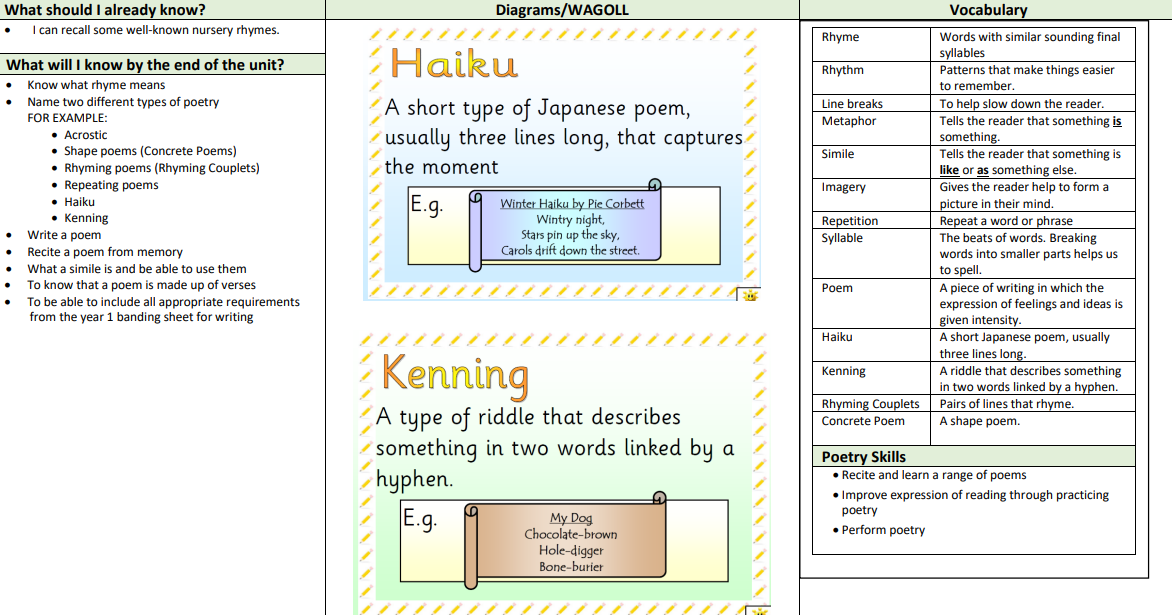 What should I already know?
I can recall some well-known nursery rhymes.
What will I know by the end of the unit?
Know what rhyme means
Name two different types of poetry
FOR EXAMPLE:
Acrostic
Shape poems (Concrete Poems)
Rhyming poems (Rhyming Couplets)
Repeating poems
Haiku
Kenning
Write a poem
Recite a poem from memory
What a simile is and be able to use them
To know that a poem is made up of verses
To be able to include all appropriate requirements
from the year 1 banding sheet for writing
Diagrams/WAGOLL
Haiku
A short type of Japanese poem,
usually three lines long, that captures
the moment
E.g.
Winter Haiku by Pie Corbett
Wintry night,
Stars pin up the sky,
Carols drift down the street.
Kenning
A type of riddle that describes
something in two words linked by a
hyphen.
E.g.
My Dog
Chocolate-brown
Hole-digger
Bone-burier
Vocabulary
Rhyme
Words with similar sounding final
syllables
Rhythm
Patterns that make things easier
to remember.
Line breaks
To help slow down the reader.
Metaphor
Tells the reader that something is
something.
Simile
Tells the reader that something is
like or as something else.
Imagery
Gives the reader help to form a
picture in their mind.
Repetition
Repeat a word or phrase
Syllable
The beats of words. Breaking
words into smaller parts helps us
to spell.
Poem
A piece of writing in which the
expression of feelings and ideas is
given intensity.
Haiku
A short Japanese poem, usually
three lines long.
Kenning
A riddle that describes something
in two words linked by a hyphen.
Rhyming Couplets
Pairs of lines that rhyme.
Concrete Poem
A shape poem.
Poetry Skills
Recite and learn a range of poems
Improve expression of reading through practicing
poetry
Perform poetry